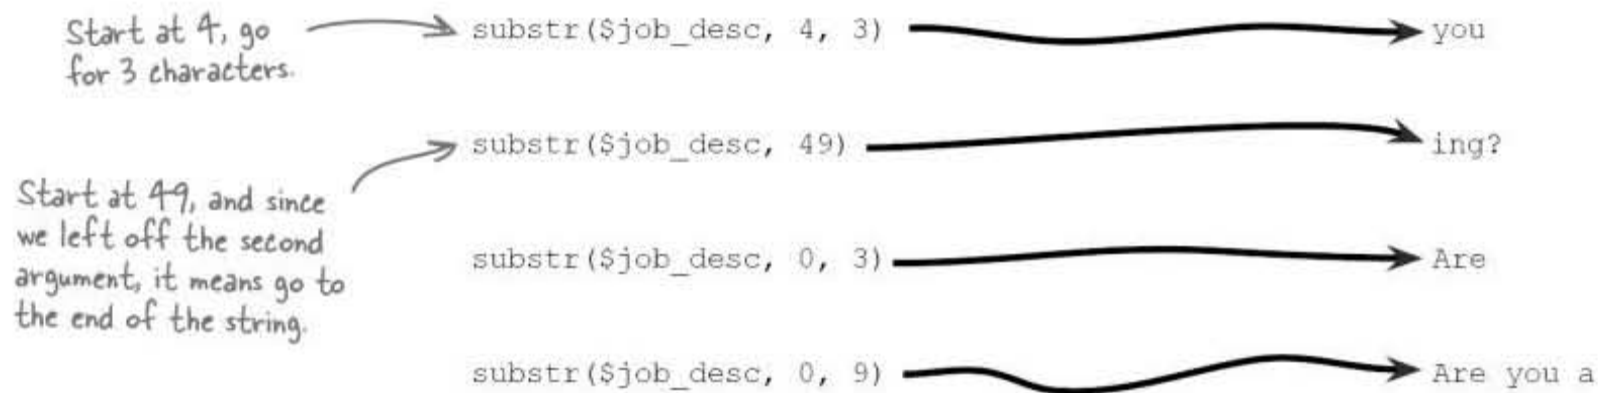 Start at 4, go
for 3 characters.
substr($job_desc, 4, 3)
you
substr($job_desc, 49)
ing?
Start at 49, and since
we left off the second
argument, it means go to
the end of the string.
substr($job_desc, 0, 3)
Are
substr($job_desc, 0, 9)
Are you a